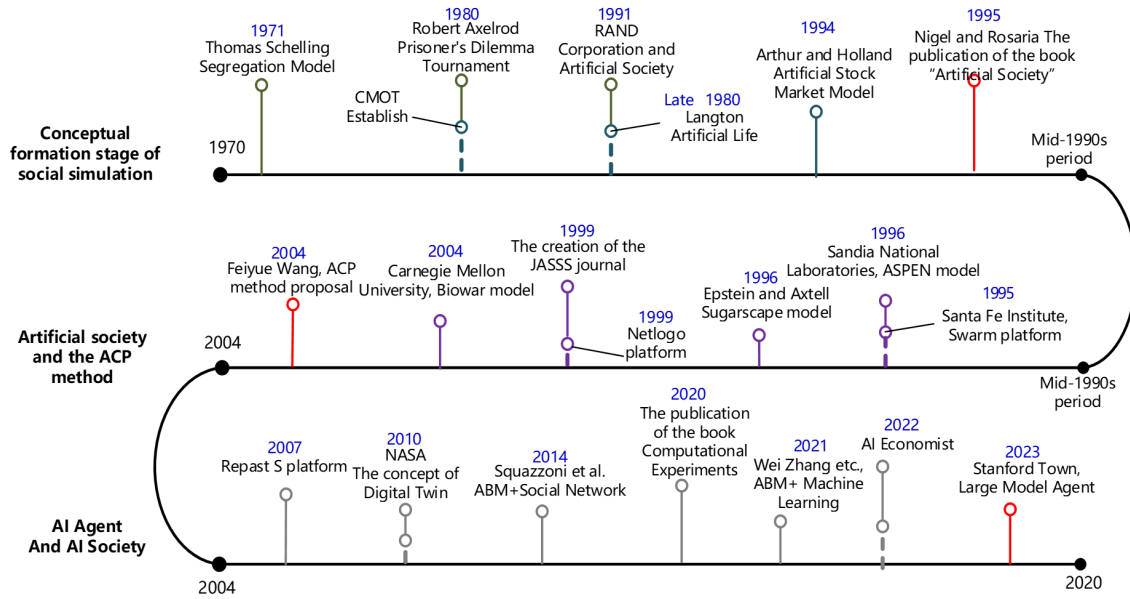 1971
Thomas Schelling
Segregation Model
1980
Robert Axelrod
Prisoner's Dilemma
Tournament
CMOT
Establish
1991
RAND
Corporation and
Artificial Society
Late 1980
Langton
Artificial Life
1994
Arthur and Holland
Artificial Stock
Market Model
1995
Nigel and Rosaria The
publication of the book
“Artificial Society”
Conceptual
formation stage of
social simulation
1970
Mid-1990s
period
2004
Feiyue Wang, ACP
method proposal
2004
Carnegie Mellon
University, Biowar model
1999
The creation of the
JASSS journal
1999
Netlogo
platform
1996
Epstein and Axtell
Sugarscape model
1996
Sandia National
Laboratories, ASPEN model
1995
Santa Fe Institute,
Swarm platform
Artificial society
and the ACP
method
2004
Mid-1990s
period
2007
Repast S platform
2010
NASA
The concept of
Digital Twin
2014
Squazzoni et al.
ABM+Social Network
2020
The publication
of the book
Computational
Experiments
2021
Wei Zhang etc.,
ABM+ Machine
Learning
2022
AI Economist
2023
Stanford Town,
Large Model Agent
AI Agent
And AI Society
2004
2020